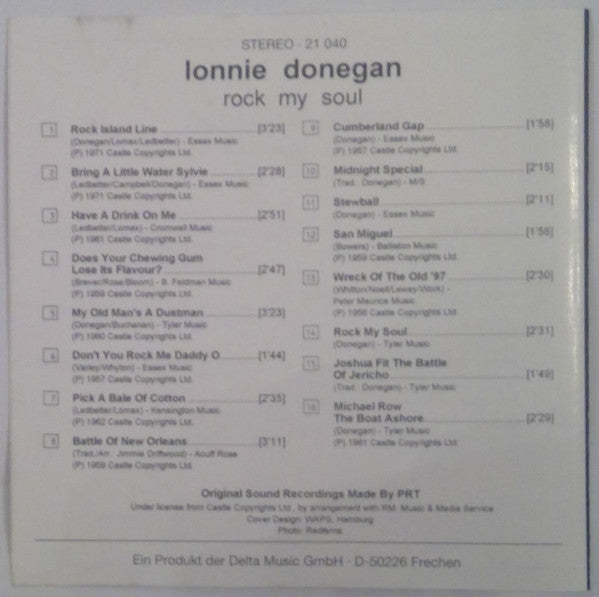 STEREO · 21 040
lonnie donegan
rock my soul
1 Rock Island Line [3'23]
(Donegan/Lomax/Ledbetter) - Essex Music
(P) 1971 Castle Copyrights Ltd.
2 Bring A Little Water Sylvie [2'28]
(Ledbetter/Campbell/Donegan) - Essex Music
(P) 1971 Castle Copyrights Ltd.
3 Have A Drink On Me [2'51]
(Ledbetter/Lomax) - Cromwell Music
(P) 1961 Castle Copyrights Ltd.
4 Does Your Chewing Gum
Lose Its Flavour? [2'47]
(Brevac/Rose/Bloom) - B. Feldman Music
(P) 1959 Castle Copyrights Ltd.
5 My Old Man's A Dustman [3'23]
(Donegan/Buchanan) - Tyler Music
(P) 1960 Castle Copyrights Ltd.
6 Don't You Rock Me Daddy O [1'44]
(Varley/Whyton) - Essex Music
(P) 1957 Castle Copyrights Ltd.
7 Pick A Bale Of Cotton [2'35]
(Ledbetter/Lomax) - Kensington Music
(P) 1962 Castle Copyrights Ltd.
8 Battle Of New Orleans [3'11]
(Trad./Arr.: Jimmie Driftwood) - Acuff Rose
(P) 1959 Castle Copyrights Ltd.
9 Cumberland Gap [1'58]
(Donegan) - Essex Music
(P) 1957 Castle Copyrights Ltd.
10 Midnight Special [2'15]
(Trad. Donegan) - M/S
11 Stewball [2'11]
(Donegan) - Essex Music
12 San Miguel [1'58]
(Bowers) - Music
(P) 1959 Castle Copyrights Ltd.
13 Wreck Of The Old '97 [2'30]
(Whitton/Noell/Lewey/Work) -
Peter Maurice Music
(P) 1958 Castle Copyrights Ltd.
14 Rock My Soul [2'31]
(Donegan) - Tyler Music
15 Joshua Fit The Battle
Of Jericho [1'49]
(Trad. Donegan) - Tyler Music
16 Michael Row
The Boat Ashore [2'29]
(Donegan) - Tyler Music
(P) 1961 Castle Copyrights Ltd.
Original Sound Recordings Made By PRT
Under license from Castle Copyrights Ltd., by arrangement with RM. Music & Media Service
Cover Design: WAPS, Hamburg
Photo: Redferns
Ein Produkt der Delta Music GmbH · D-50226 Frechen